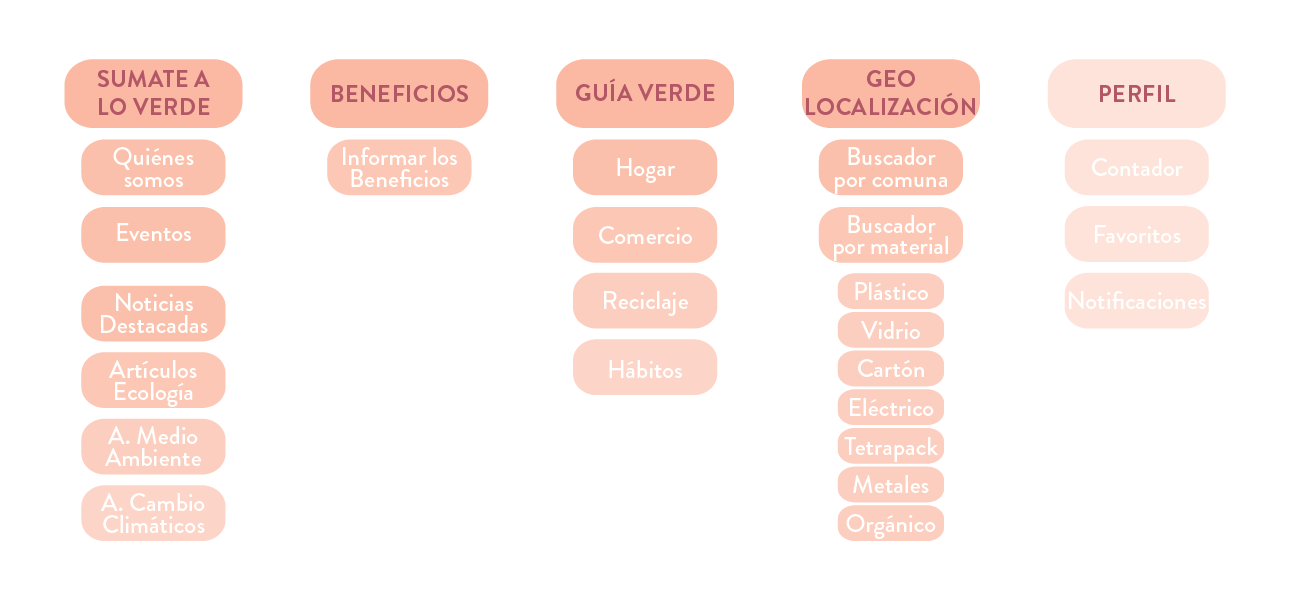 SUMATE A
LO VERDE
Quiénes
somos
Eventos
Noticias
Destacadas
Artículos
Ecología
A. Medio
Ambiente
A. Cambio
Clímáticos
BENEFICIOS
Informar los
Beneficios
GUÍA VERDE
Hogar
Comercio
Reciclaje
Hábitos
GEO
LOCALIZACIÓN
Buscador
por comuna
Buscador
por material
Plástico
Vidrio
Cartón
Eléctrico
Tetrapack
Metales
Orgánico
PERFIL
Contador
Favoritos
Notificaciones